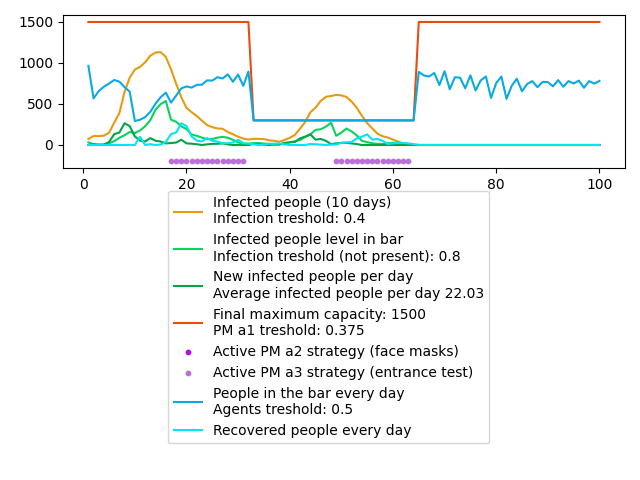 1500
1000
500
0
0
20
40
60
80
100
Infected people (10 days)
Infection treshold: 0.4
Infected people level in bar
Infection treshold (not present): 0.8
New infected people per day
Average infected people per day 22.03
Final maximum capacity: 1500
PM a1 treshold: 0.375
Active PM a2 strategy (face masks)
Active PM a3 strategy (entrance test)
People in the bar every day
Agents treshold: 0.5
Recovered people every day